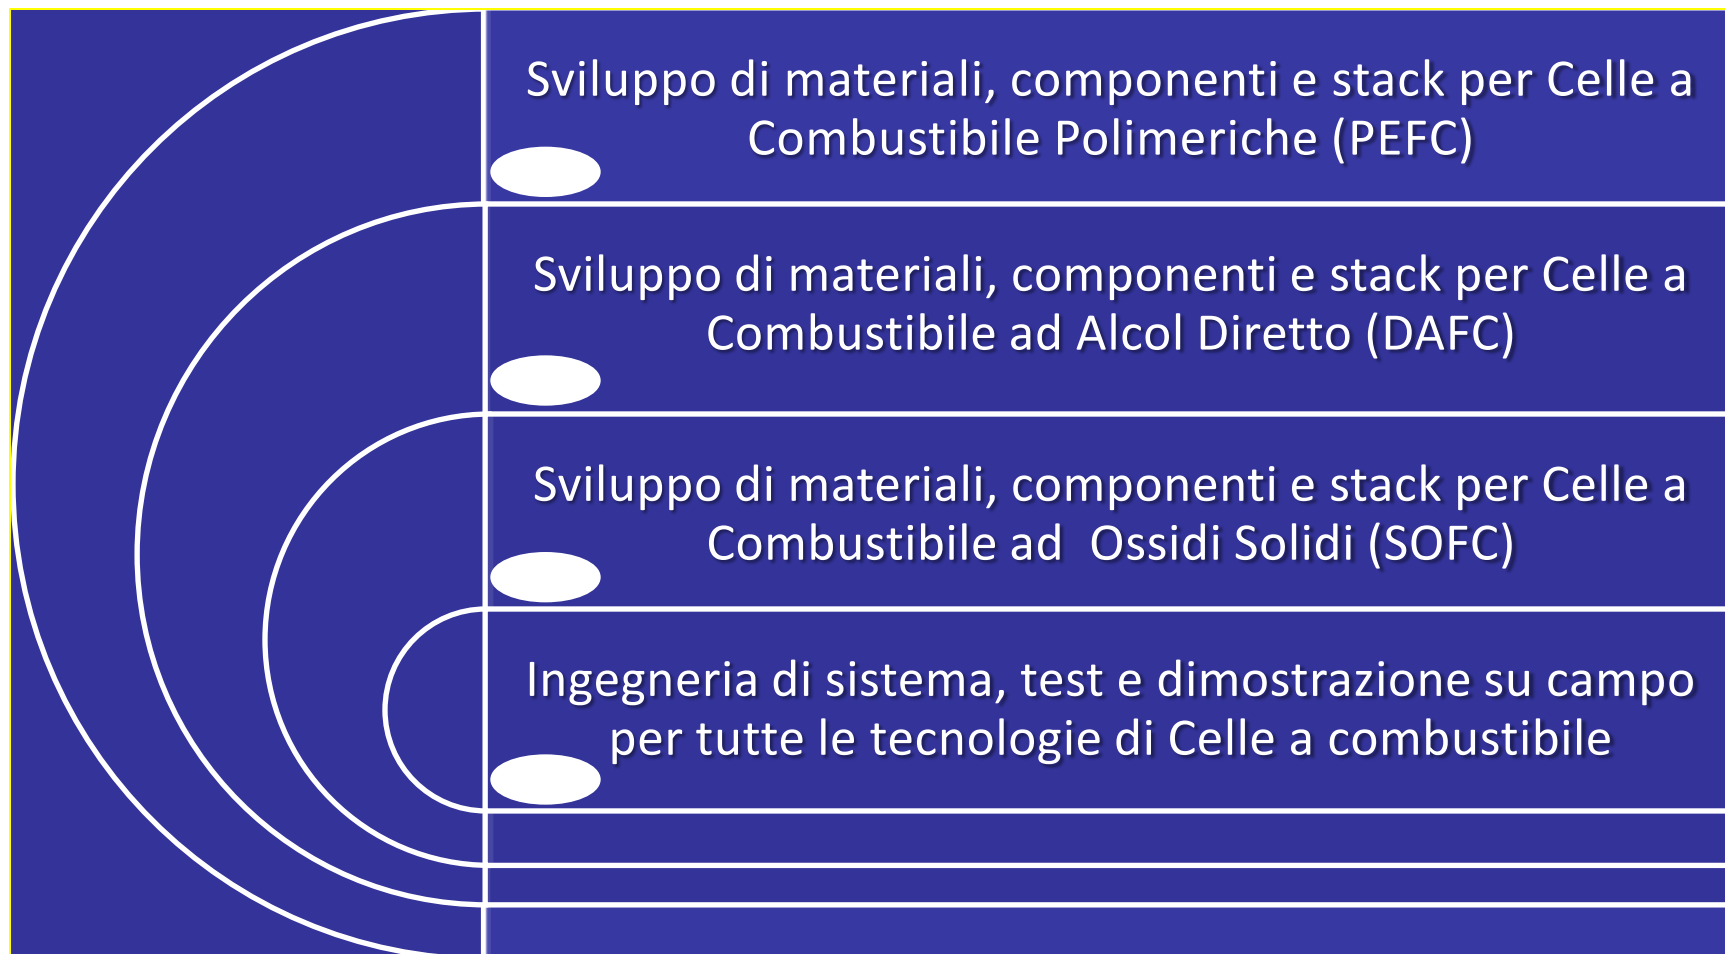 Sviluppo di materiali, componenti e stack per Celle a
Combustibile Polimeriche (PEFC)
Sviluppo di materiali, componenti e stack per Celle a
Combustibile ad Alcol Diretto (DAFC)
Sviluppo di materiali, componenti e stack per Celle a
Combustibile ad  Ossidi Solidi (SOFC)
Ingegneria di sistema, test e dimostrazione su campo
per tutte le tecnologie di Celle a combustibile